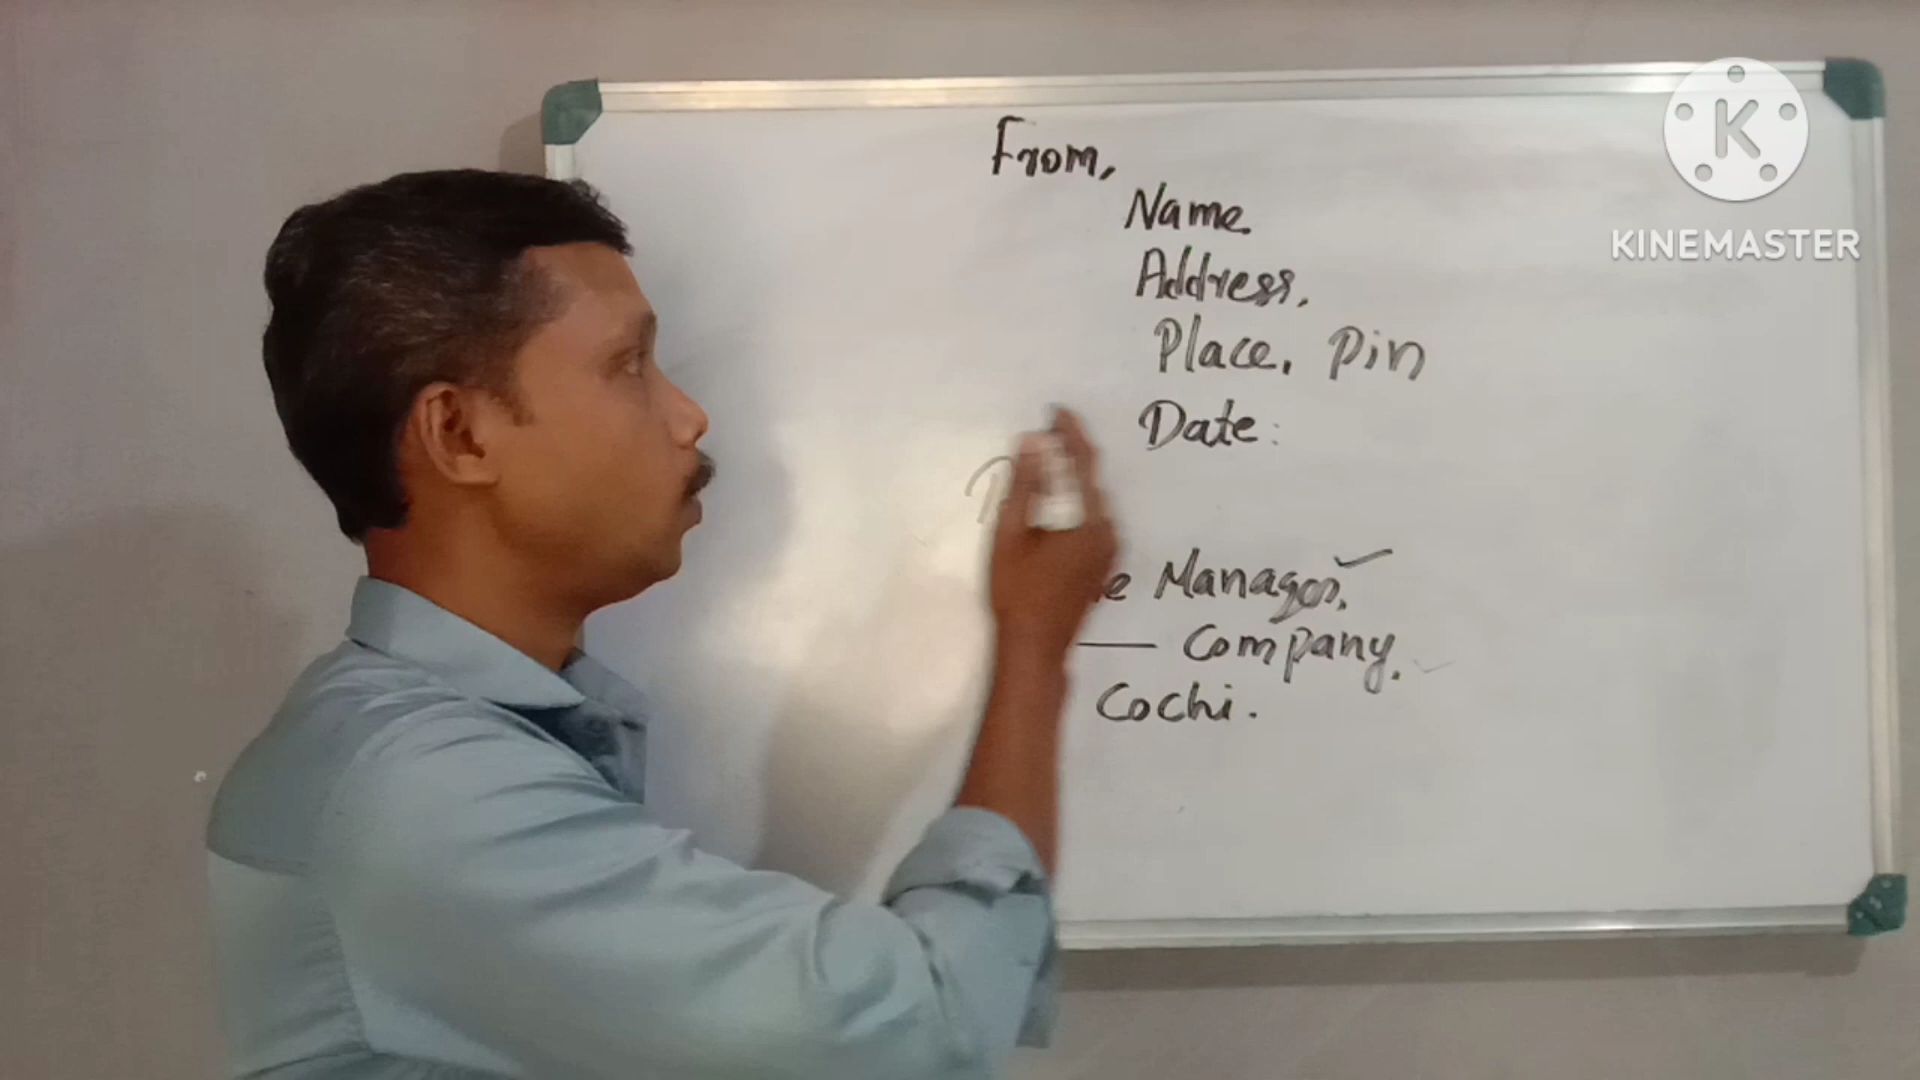 From,
Name.
Address,
Place, Pin
Date:
Manager.
— Company.
Cochi.
K
KINEMASTER